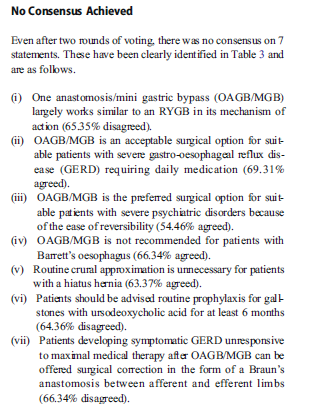 No Consensus Achieved
Even after two rounds of voting, there was no consensus on 7
statements. These have been clearly identified in Table 3 and
are as follows.
(i) One anastomosis/mini gastric bypass (OAGB/MGB)
largely works similar to an RYGB in its mechanism of
action (65.35% disagreed).
(ii) OAGB/MGB is an acceptable surgical option for suit-
able patients with severe gastro-oesophageal reflux dis-
ease (GERD) requiring daily medication (69.31%
agreed).
(iii) OAGB/MGB is the preferred surgical option for suit-
able patients with severe psychiatric disorders because
of the ease of reversibility (54.46% agreed).
(iv) OAGB/MGB is not recommended for patients with
Barrett's oesophagus (66.34% agreed).
(v) Routine crural approximation is unnecessary for patients
with a hiatus hernia (63.37% agreed).
(vi) Patients should be advised routine prophylaxis for gall-
stones with ursodeoxycholic acid for at least 6 months
(64.36% disagreed).
(vii) Patients developing symptomatic GERD unresponsive
to maximal medical therapy after OAGB/MGB can be
offered surgical correction in the form of a Braun's
anastomosis between afferent and efferent limbs
(66.34% disagreed).